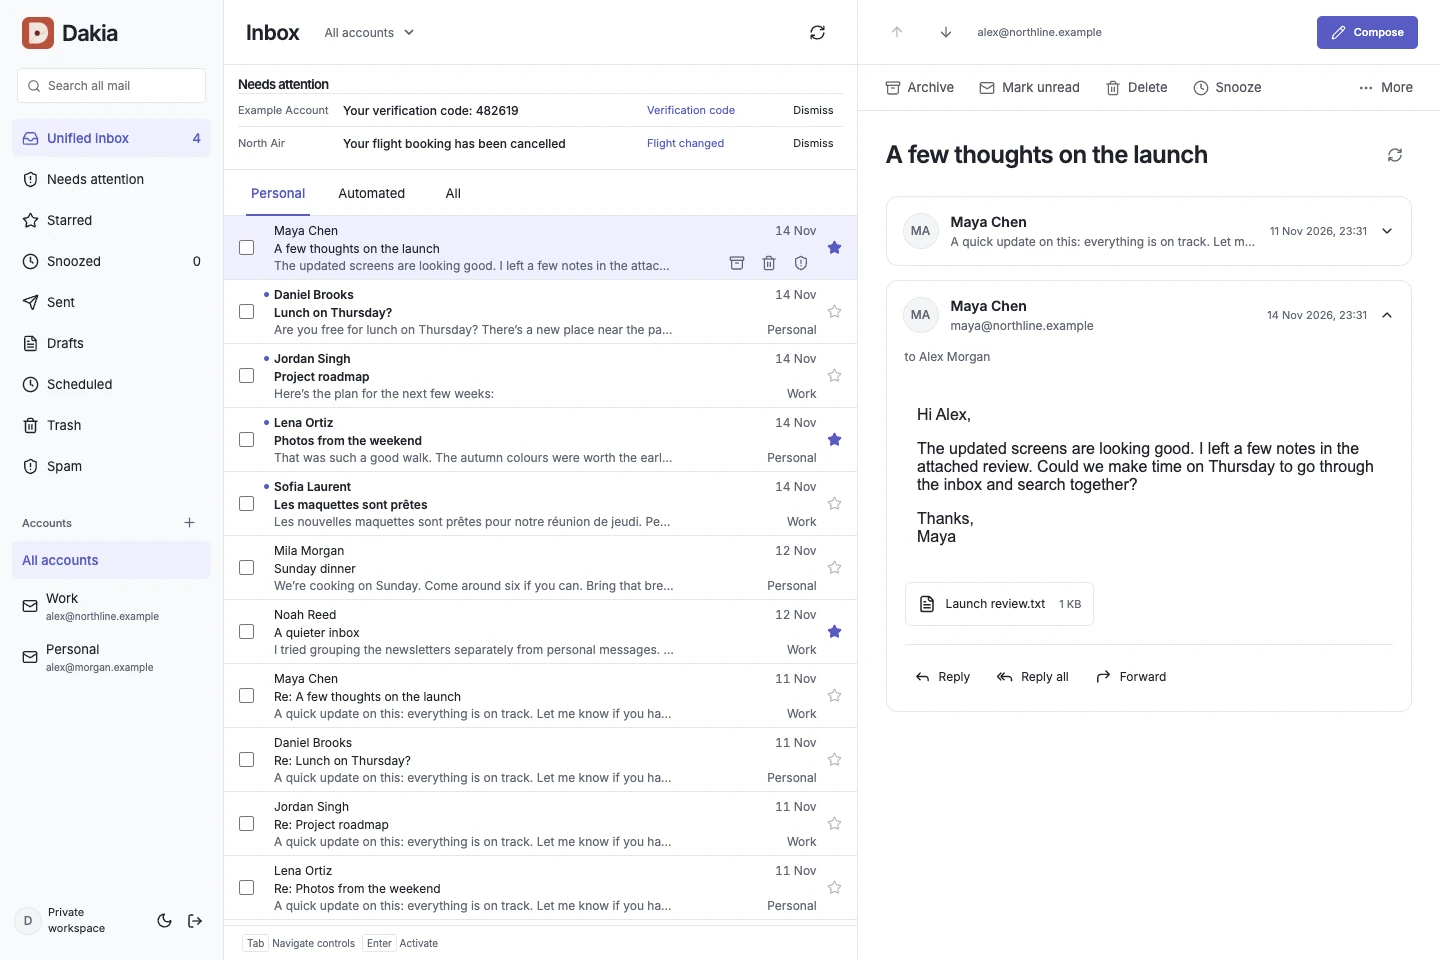 Dakia
Search all mail
Unified inbox 4
Needs attention
Starred
Snoozed 0
Sent
Drafts
Scheduled
Trash
Spam
Accounts
All accounts
Work
alex@northline.example
Personal
alex@morgan.example
D
Private
workspace
Inbox All accounts
Needs attention
Example Account Your verification code: 482619 Verification code Dismiss
North Air Your flight booking has been cancelled Flight changed Dismiss
Personal Automated All
Maya Chen 14 Nov
A few thoughts on the launch
The updated screens are looking good. I left a few notes in the attac...
Daniel Brooks 14 Nov
Lunch on Thursday?
Are you free for lunch on Thursday? There's a new place near the pa... Personal
Jordan Singh 14 Nov
Project roadmap
Here's the plan for the next few weeks: Work
Lena Ortiz 14 Nov
Photos from the weekend
That was such a good walk. The autumn colours were worth the earl... Personal
Sofia Laurent 14 Nov
Les maquettes sont prêtes
Les nouvelles maquettes sont prêtes pour notre réunion de jeudi. Pe... Work
Mila Morgan 12 Nov
Sunday dinner
We're cooking on Sunday. Come around six if you can. Bring that bre... Personal
Noah Reed 12 Nov
A quieter inbox
I tried grouping the newsletters separately from personal messages. ... Work
Maya Chen 11 Nov
Re: A few thoughts on the launch
A quick update on this: everything is on track. Let me know if you ha... Work
Daniel Brooks 11 Nov
Re: Lunch on Thursday?
A quick update on this: everything is on track. Let me know if you ha... Personal
Jordan Singh 11 Nov
Re: Project roadmap
A quick update on this: everything is on track. Let me know if you ha... Work
Lena Ortiz 11 Nov
Re: Photos from the weekend
A quick update on this: everything is on track. Let me know if you ha... Personal
Tab Navigate controls Enter Activate
alex@northline.example Compose
Archive Mark unread Delete Snooze More
A few thoughts on the launch
MA Maya Chen 11 Nov 2026, 23:31
A quick update on this: everything is on track. Let m...
MA Maya Chen 14 Nov 2026, 23:31
maya@northline.example
to Alex Morgan
Hi Alex,
The updated screens are looking good. I left a few notes in the
attached review. Could we make time on Thursday to go through
the inbox and search together?
Thanks,
Maya
Launch review.txt 1 KB
Reply Reply all Forward